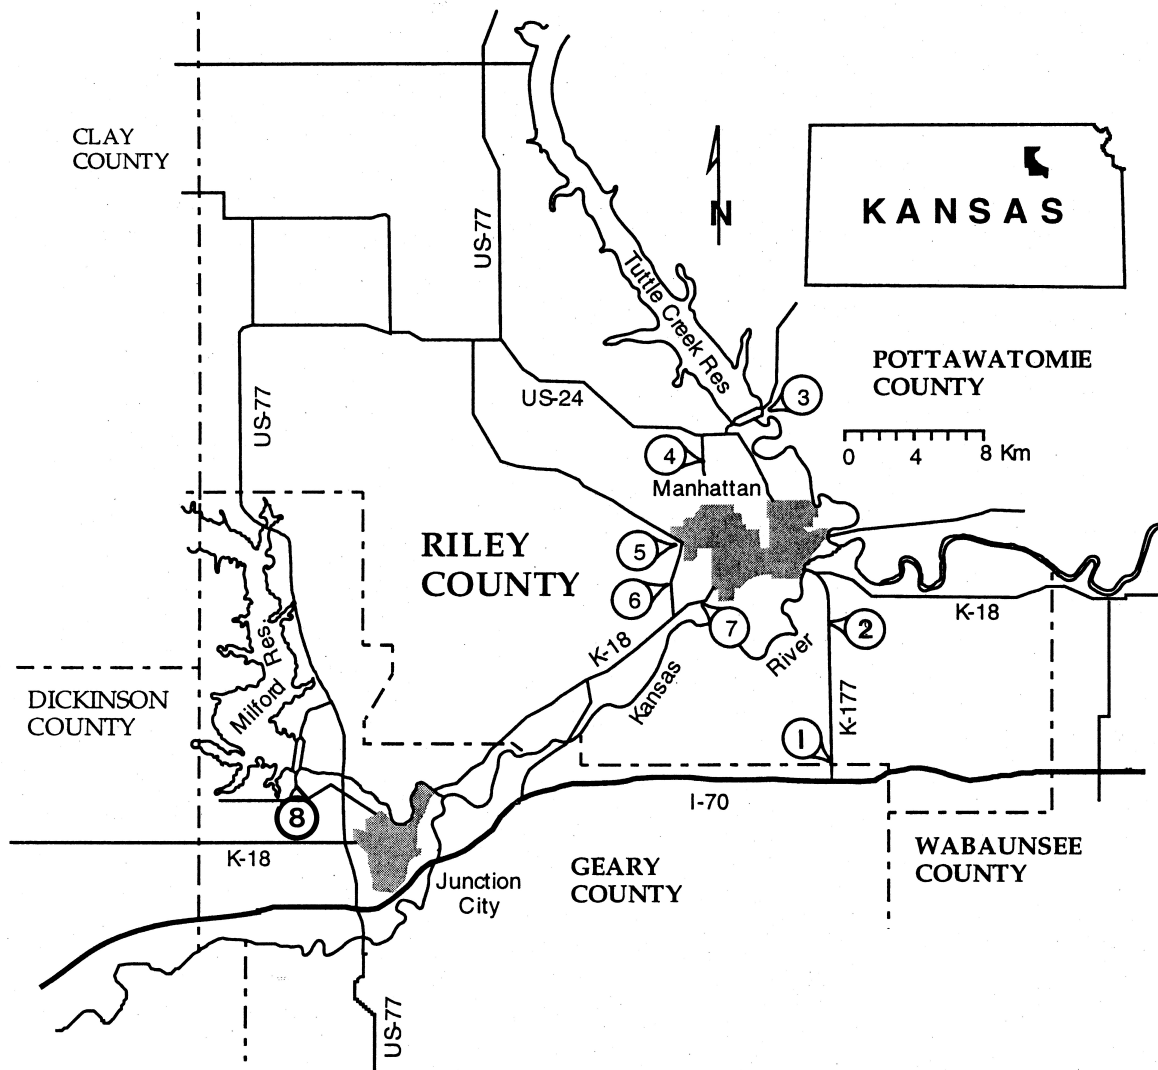 CLAY
COUNTY
KANSAS
N
US-77
Tuttle Creek Res
POTTAWATOMIE
COUNTY
US-77
US-24
3
0 4 8 Km
4
Manhattan
RILEY
COUNTY
5
6
7
2
K-18
K-18
Kansas
River
Milford Res.
DICKINSON
COUNTY
K-177
1
I-70
8
K-18
Junction
City
GEARY
COUNTY
WABAUNSEE
COUNTY
US-77